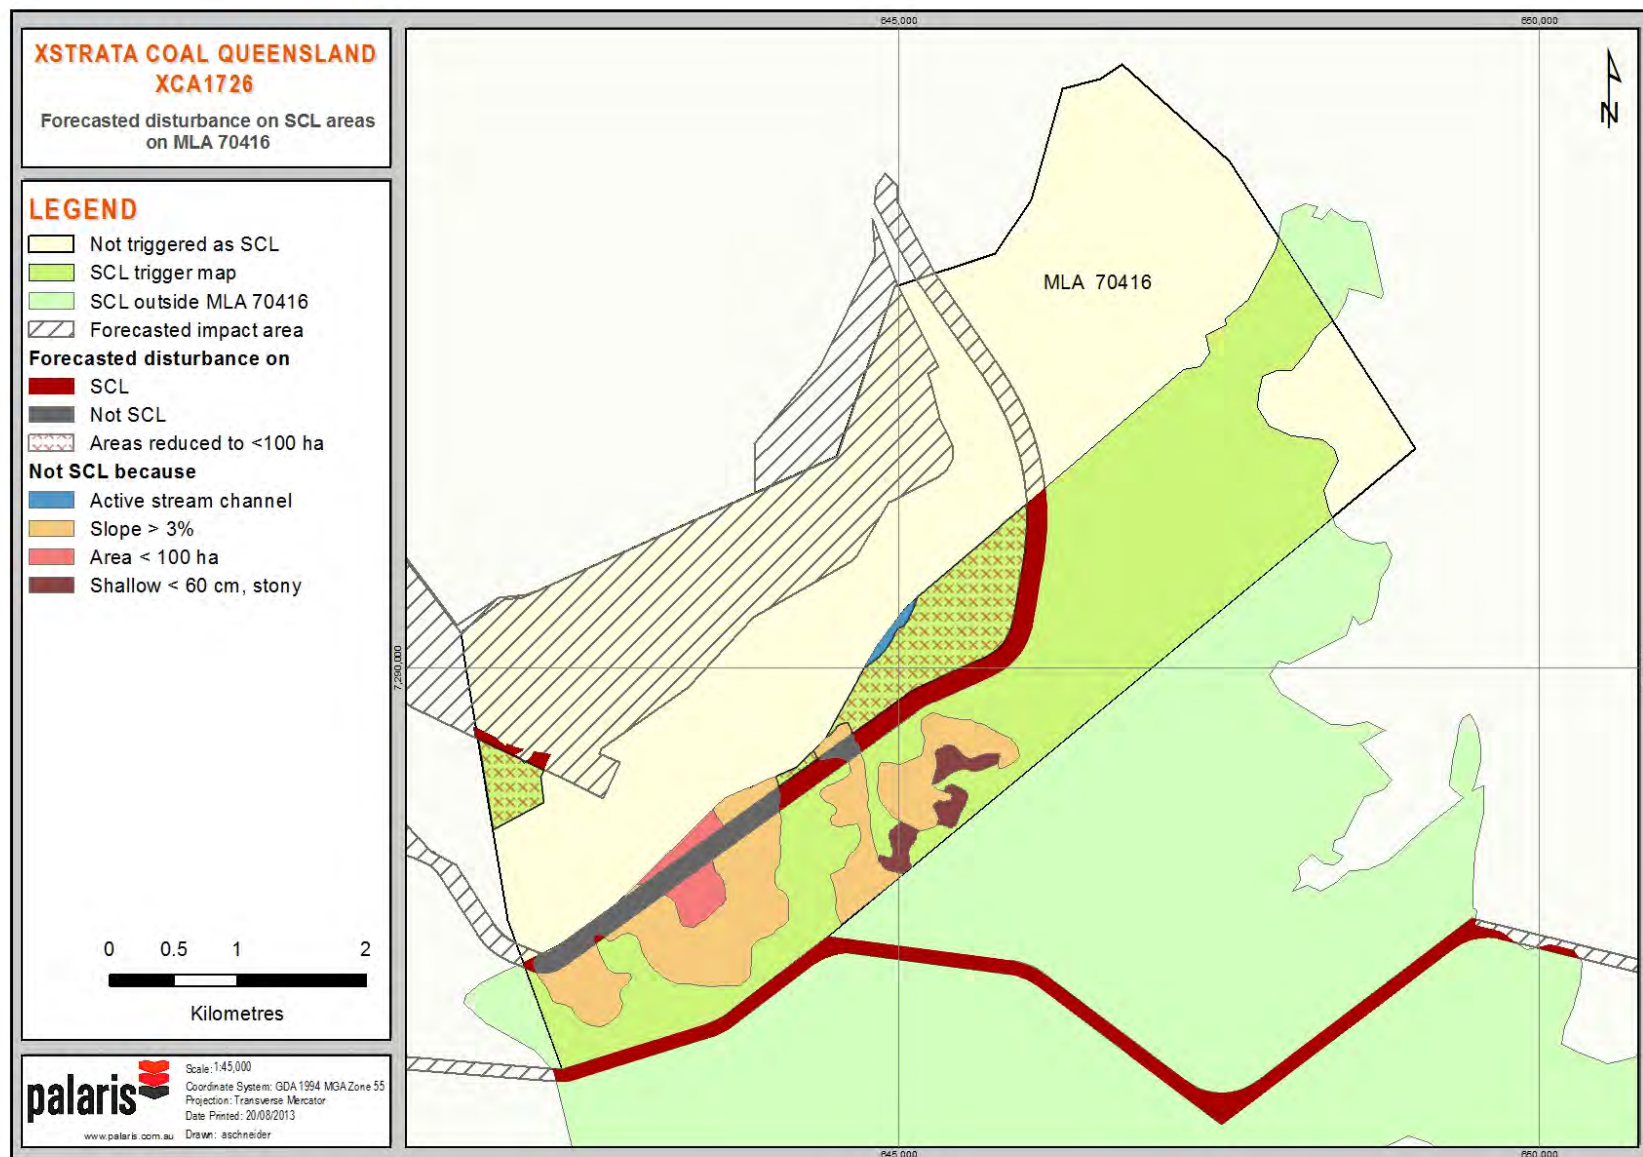 XSTRATA COAL QUEENSLAND
XCA1726
Forecasted disturbance on SCL areas
on MLA 70416
LEGEND
Not triggered as SCL
SCL trigger map
SCL outside MLA 70416
Forecasted impact area
Forecasted disturbance on
SCL
Not SCL
Areas reduced to <100 ha
Not SCL because
Active stream channel
Slope > 3%
Area < 100 ha
Shallow < 60 cm, stony
0 0.5 1 2
Kilometres
palaris
www.palaris.com.au
Scale: 1:45,000
Coordinate System: GDA 1994 MGA Zone 55
Projection: Transverse Mercator
Date Printed: 20/08/2013
Drawn: aschneider
645,000 650,000
N
MLA 70416
7,290,000
645,000 650,000